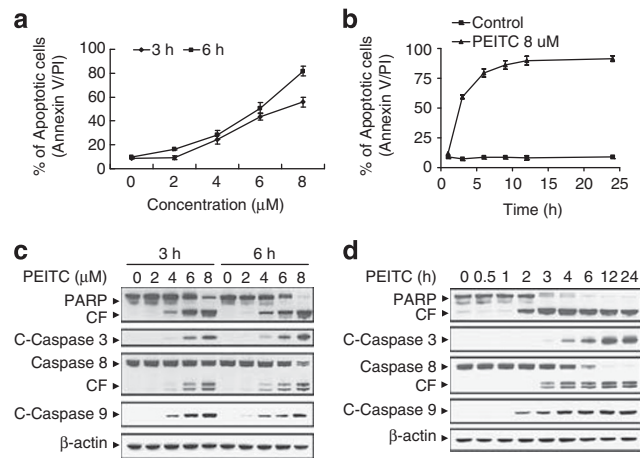 a
3 h 6 h
% of Apoptotic cells
(Annexin V/PI)
100
80
60
40
20
0
0 2 4 6 8
Concentration (μM)
b
Control
PEITC 8 uM
% of Apoptotic cells
(Annexin V/PI)
100
75
50
25
0
0 5 10 15 20 25
Time (h)
c
3 h 6 h
PEITC (μM) 0 2 4 6 8 0 2 4 6 8
PARP
CF
C-Caspase 3
Caspase 8
CF
C-Caspase 9
β-actin
d
PEITC (h) 0 0.5 1 2 3 4 6 12 24
PARP
CF
C-Caspase 3
Caspase 8
CF
C-Caspase 9
β-actin